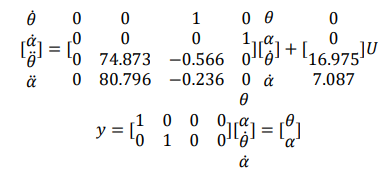 θ̇ 0 0 1 0 θ 0
[α̇] = [0 0 0 1][α] + [0]U
θ̈ 0 74.873 −0.566 0 θ̇ 16.975
α̈ 0 80.796 −0.236 0 α̇ 7.087
θ
y = [1 0 0 0][α] = [θ]
0 1 0 0 θ̇ α
α̇